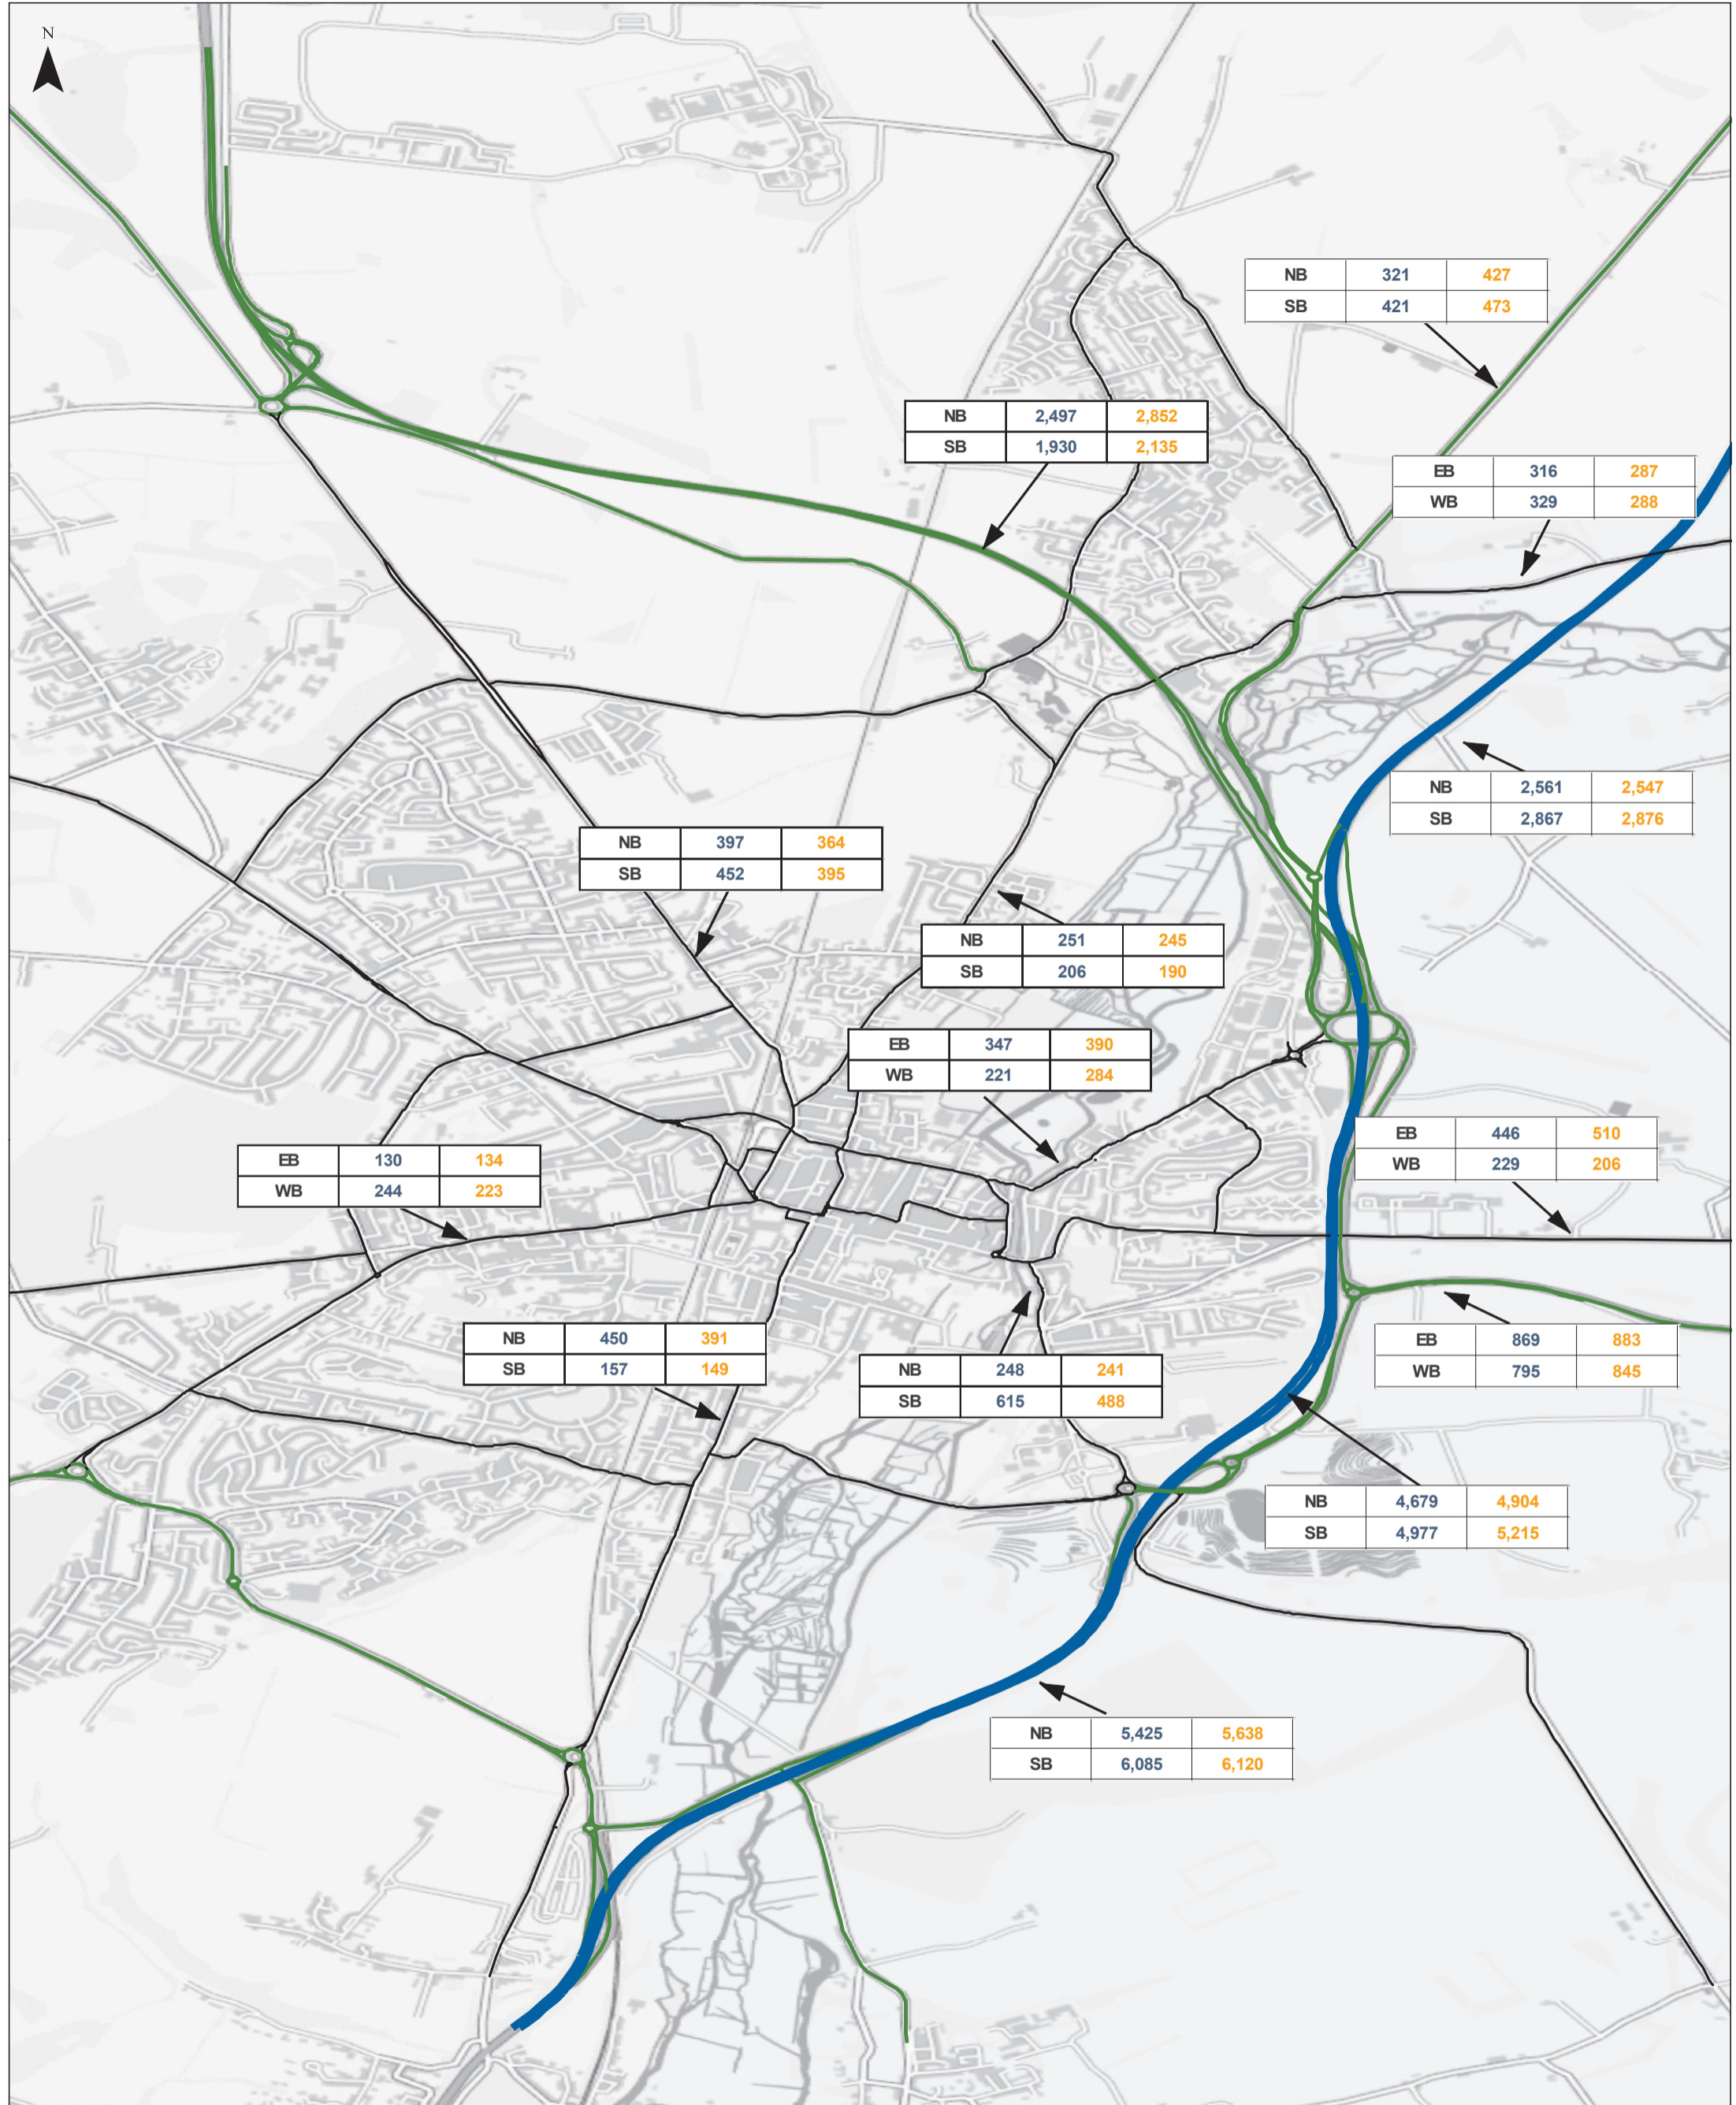 N
NB 321 427
SB 421 473
NB 2,497 2,852
SB 1,930 2,135
EB 316 287
WB 329 288
NB 2,561 2,547
SB 2,867 2,876
NB 397 364
SB 452 395
NB 251 245
SB 206 190
EB 347 390
WB 221 284
EB 446 510
WB 229 206
EB 130 134
WB 244 223
NB 450 391
SB 157 149
NB 248 241
SB 615 488
EB 869 883
WB 795 845
NB 4,679 4,904
SB 4,977 5,215
NB 5,425 5,638
SB 6,085 6,120